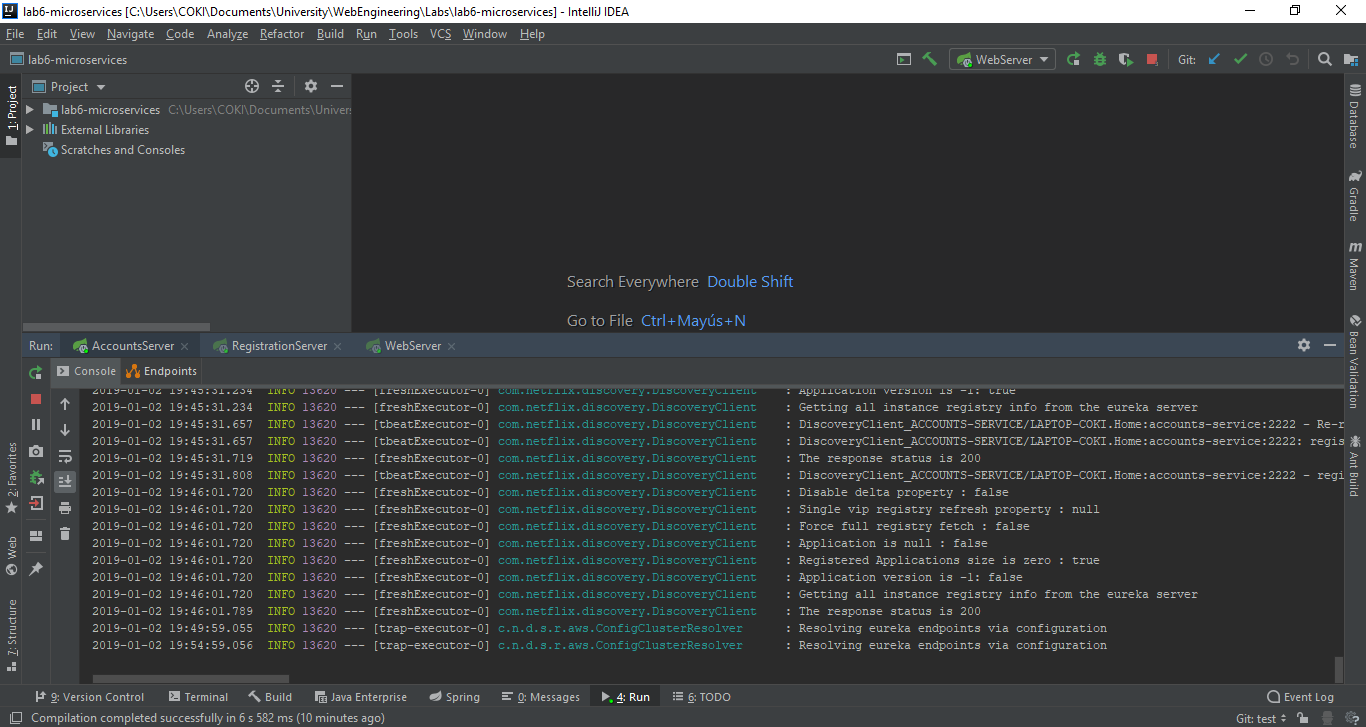 lab6-microservices [C:\Users\COKI\Documents\University\WebEngineering\Labs\lab6-microservices] - IntelliJ IDEA
File Edit View Navigate Code Analyze Refactor Build Run Tools VCS Window Help
lab6-microservices
WebServer
Git:
1: Project
Project
lab6-microservices C:\Users\COKI\Documents\Univer
External Libraries
Scratches and Consoles
Search Everywhere Double Shift
Go to File Ctrl+Mayús+N
Database
Gradle
Maven
Bean Validation
Ant Build
2: Favorites
Web
7: Structure
Run: AccountsServer RegistrationServer WebServer
Console Endpoints
2019-01-02 19:45:31.234 INFO 13620 --- [freshExecutor-0] com.netflix.discovery.DiscoveryClient : Application version is -1: true
2019-01-02 19:45:31.234 INFO 13620 --- [freshExecutor-0] com.netflix.discovery.DiscoveryClient : Getting all instance registry info from the eureka server
2019-01-02 19:45:31.657 INFO 13620 --- [tbeatExecutor-0] com.netflix.discovery.DiscoveryClient : DiscoveryClient_ACCOUNTS-SERVICE/LAPTOP-COKI.Home:accounts-service:2222 - Re-r
2019-01-02 19:45:31.657 INFO 13620 --- [tbeatExecutor-0] com.netflix.discovery.DiscoveryClient : DiscoveryClient_ACCOUNTS-SERVICE/LAPTOP-COKI.Home:accounts-service:2222: regis
2019-01-02 19:45:31.719 INFO 13620 --- [freshExecutor-0] com.netflix.discovery.DiscoveryClient : The response status is 200
2019-01-02 19:45:31.808 INFO 13620 --- [tbeatExecutor-0] com.netflix.discovery.DiscoveryClient : DiscoveryClient_ACCOUNTS-SERVICE/LAPTOP-COKI.Home:accounts-service:2222 - regi
2019-01-02 19:46:01.720 INFO 13620 --- [freshExecutor-0] com.netflix.discovery.DiscoveryClient : Disable delta property : false
2019-01-02 19:46:01.720 INFO 13620 --- [freshExecutor-0] com.netflix.discovery.DiscoveryClient : Single vip registry refresh property : null
2019-01-02 19:46:01.720 INFO 13620 --- [freshExecutor-0] com.netflix.discovery.DiscoveryClient : Force full registry fetch : false
2019-01-02 19:46:01.720 INFO 13620 --- [freshExecutor-0] com.netflix.discovery.DiscoveryClient : Application is null : false
2019-01-02 19:46:01.720 INFO 13620 --- [freshExecutor-0] com.netflix.discovery.DiscoveryClient : Registered Applications size is zero : true
2019-01-02 19:46:01.720 INFO 13620 --- [freshExecutor-0] com.netflix.discovery.DiscoveryClient : Application version is -1: false
2019-01-02 19:46:01.720 INFO 13620 --- [freshExecutor-0] com.netflix.discovery.DiscoveryClient : Getting all instance registry info from the eureka server
2019-01-02 19:46:01.789 INFO 13620 --- [freshExecutor-0] com.netflix.discovery.DiscoveryClient : The response status is 200
2019-01-02 19:49:59.055 INFO 13620 --- [trap-executor-0] c.n.d.s.r.aws.ConfigClusterResolver : Resolving eureka endpoints via configuration
2019-01-02 19:54:59.056 INFO 13620 --- [trap-executor-0] c.n.d.s.r.aws.ConfigClusterResolver : Resolving eureka endpoints via configuration
9: Version Control Terminal Build Java Enterprise Spring 0: Messages 4: Run 6: TODO Event Log
Compilation completed successfully in 6 s 582 ms (10 minutes ago) Git: test